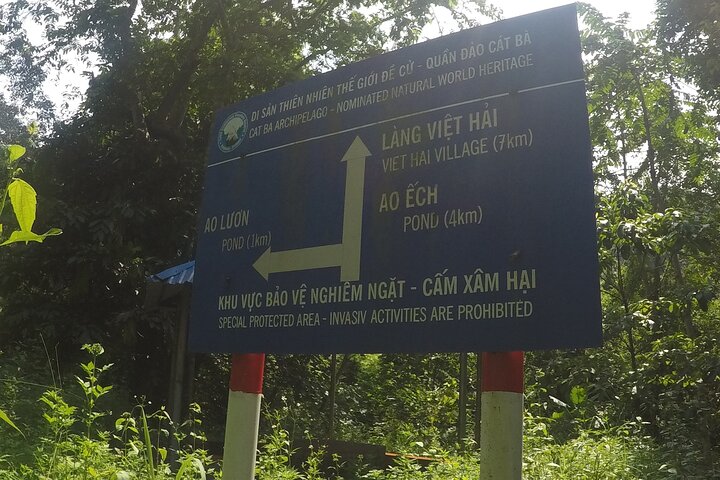 DI SẢN THIÊN NHIÊN THẾ GIỚI ĐỀ CỬ - QUẦN ĐẢO CÁT BÀ
CAT BA ARCHIPELAGO - NOMINATED NATURAL WORLD HERITAGE
LÀNG VIỆT HẢI
VIET HAI VILLAGE (7km)
AO ẾCH
POND (4km)
AO LƯƠN
POND (1km)
KHU VỰC BẢO VỆ NGHIÊM NGẶT - CẤM XÂM HẠI
SPECIAL PROTECTED AREA - INVASIV ACTIVITIES ARE PROHIBITED